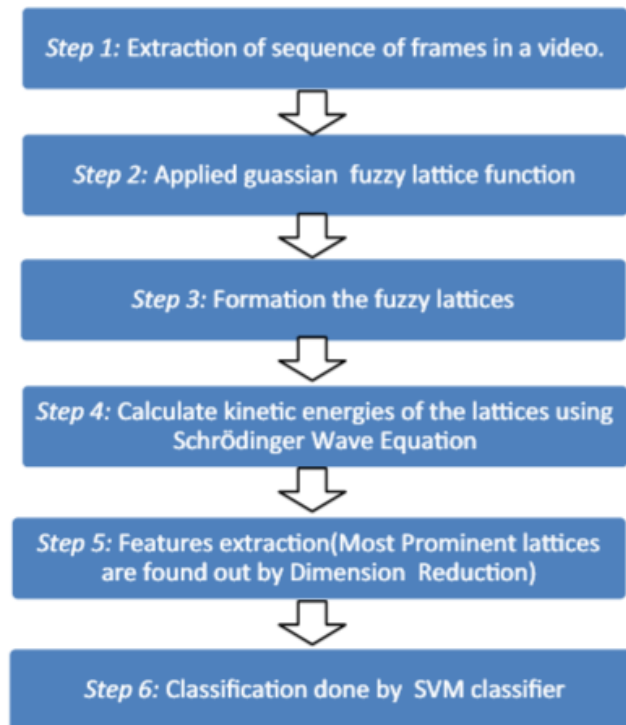 Step 1: Extraction of sequence of frames in a video.
Step 2: Applied guassian fuzzy lattice function
Step 3: Formation the fuzzy lattices
Step 4: Calculate kinetic energies of the lattices using
Schrödinger Wave Equation
Step 5: Features extraction(Most Prominent lattices
are found out by Dimension Reduction)
Step 6: Classification done by SVM classifier